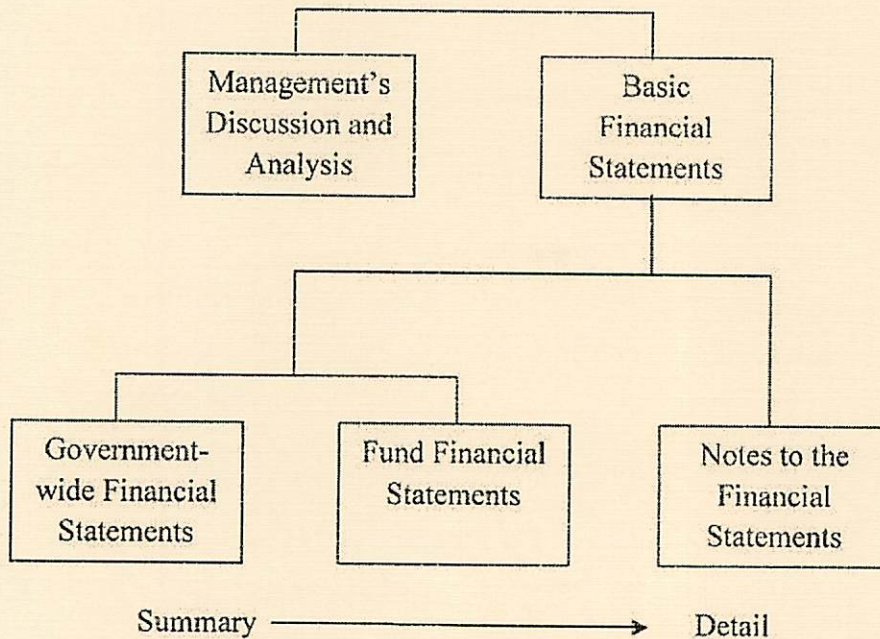 Management's
Discussion and
Analysis
Basic
Financial
Statements
Government-
wide Financial
Statements
Fund Financial
Statements
Notes to the
Financial
Statements
Summary
Detail